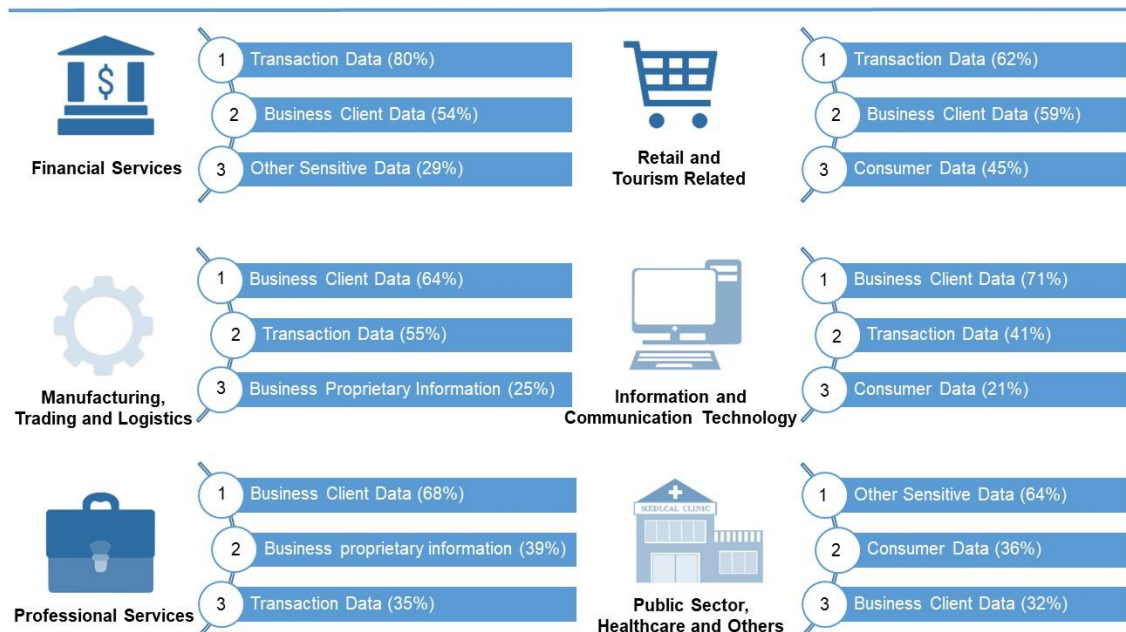 1
Transaction Data (80%)
2
Business Client Data (54%)
3
Other Sensitive Data (29%)
Financial Services
1
Transaction Data (62%)
2
Business Client Data (59%)
3
Consumer Data (45%)
Retail and
Tourism Related
1
Business Client Data (64%)
2
Transaction Data (55%)
3
Business Proprietary Information (25%)
Manufacturing,
Trading and Logistics
1
Business Client Data (71%)
2
Transaction Data (41%)
3
Consumer Data (21%)
Information and
Communication Technology
1
Business Client Data (68%)
2
Business proprietary information (39%)
3
Transaction Data (35%)
Professional Services
MEDLCAL CLINIC
1
Other Sensitive Data (64%)
2
Consumer Data (36%)
3
Business Client Data (32%)
Public Sector,
Healthcare and Others